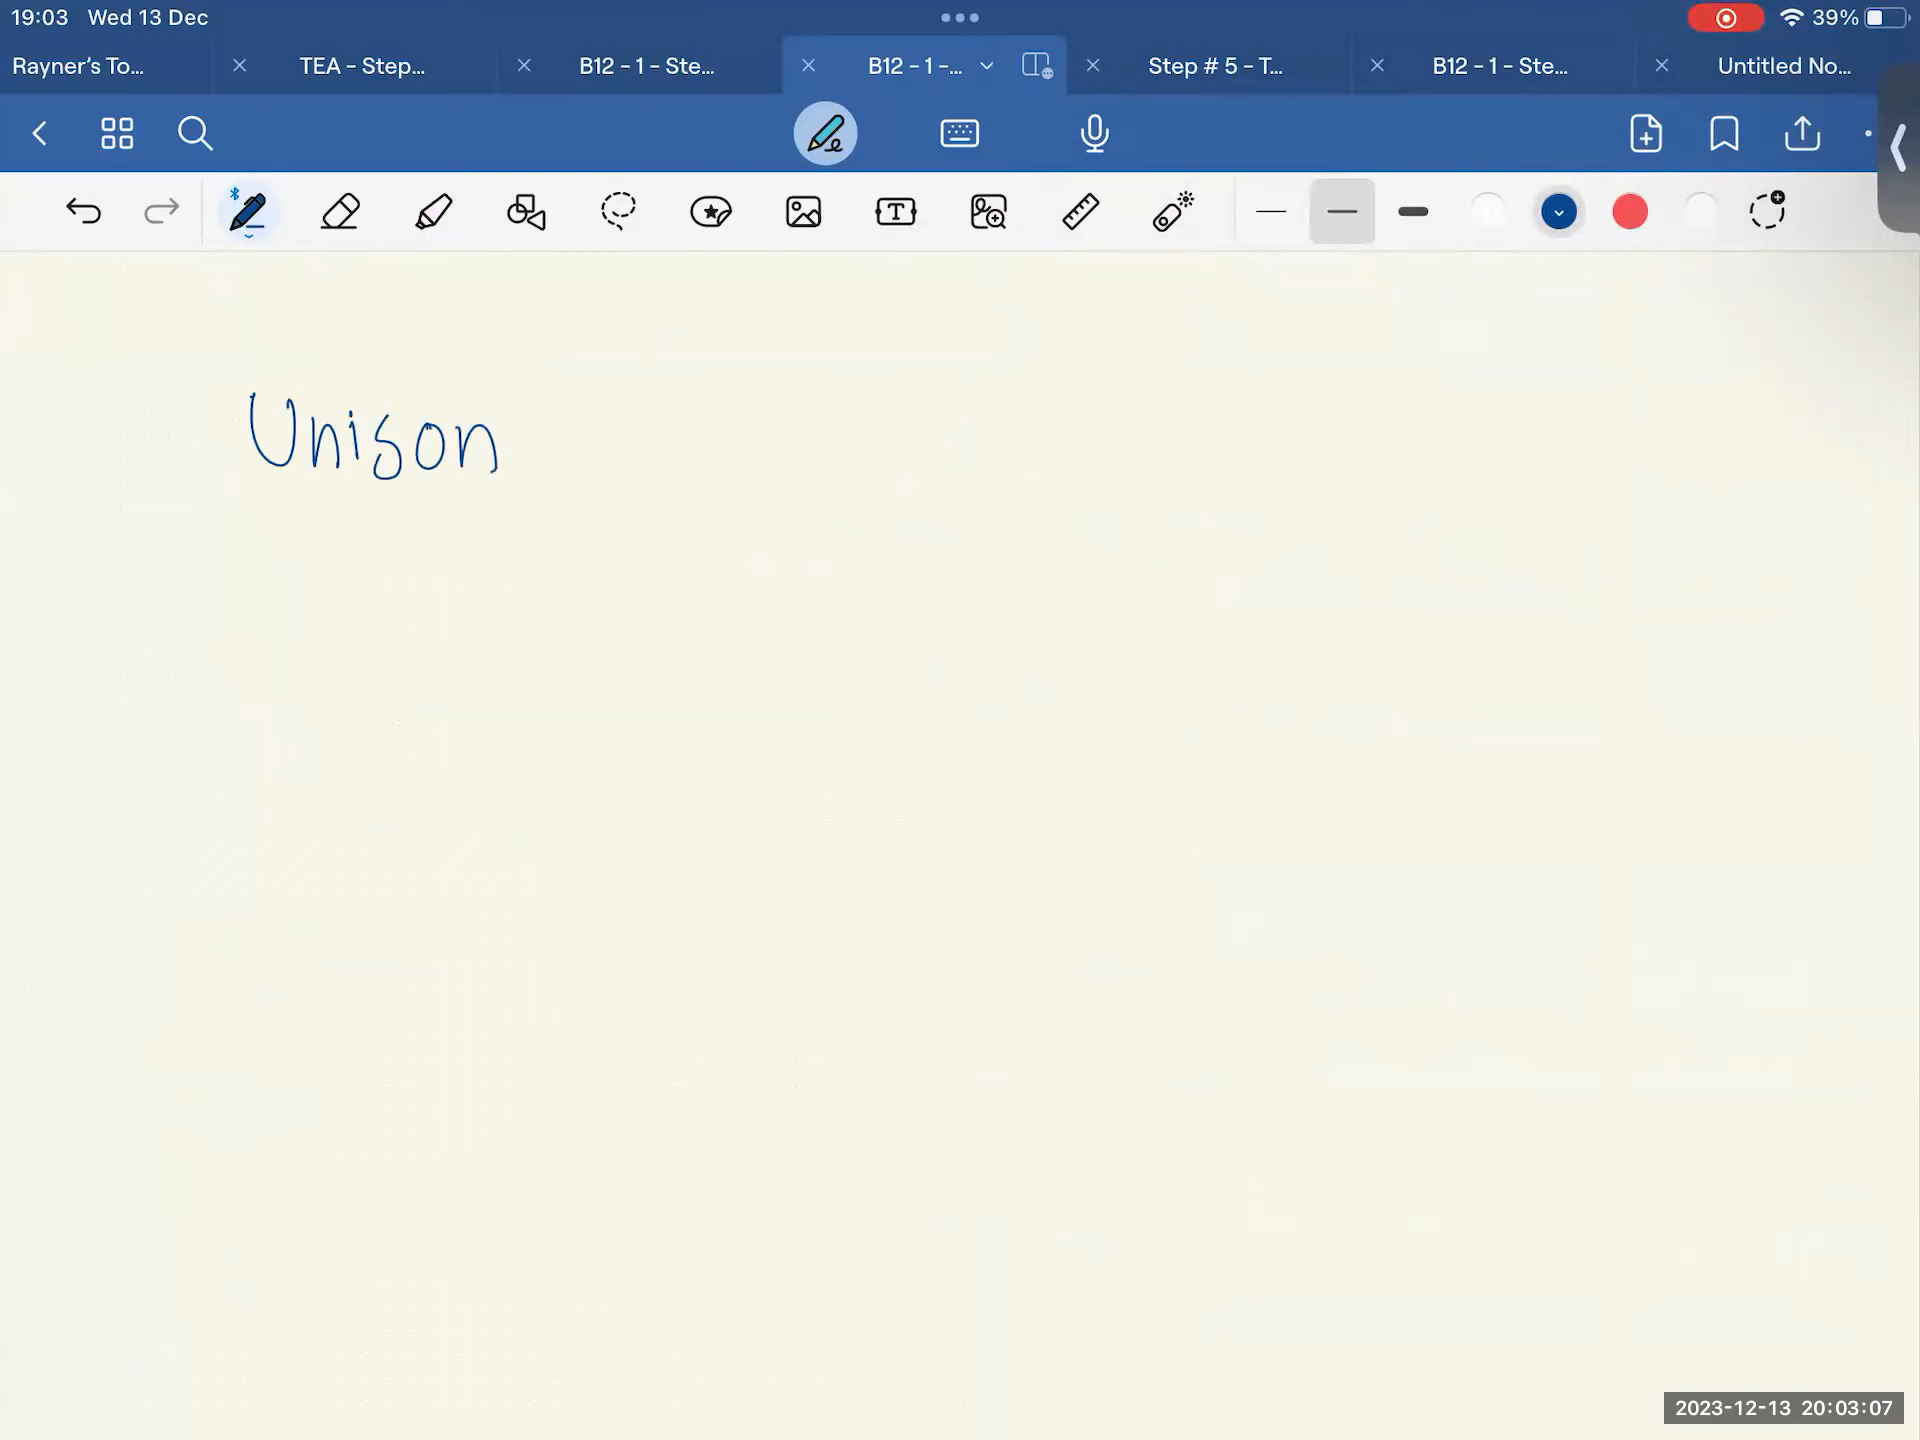 19:03 Wed 13 Dec
39%
Rayner's To...
TEA - Step...
B12 - 1 - Ste...
B12 - 1 -...
Step # 5 - T...
B12 - 1 - Ste...
Untitled No...
Unison
2023-12-13 20:03:07